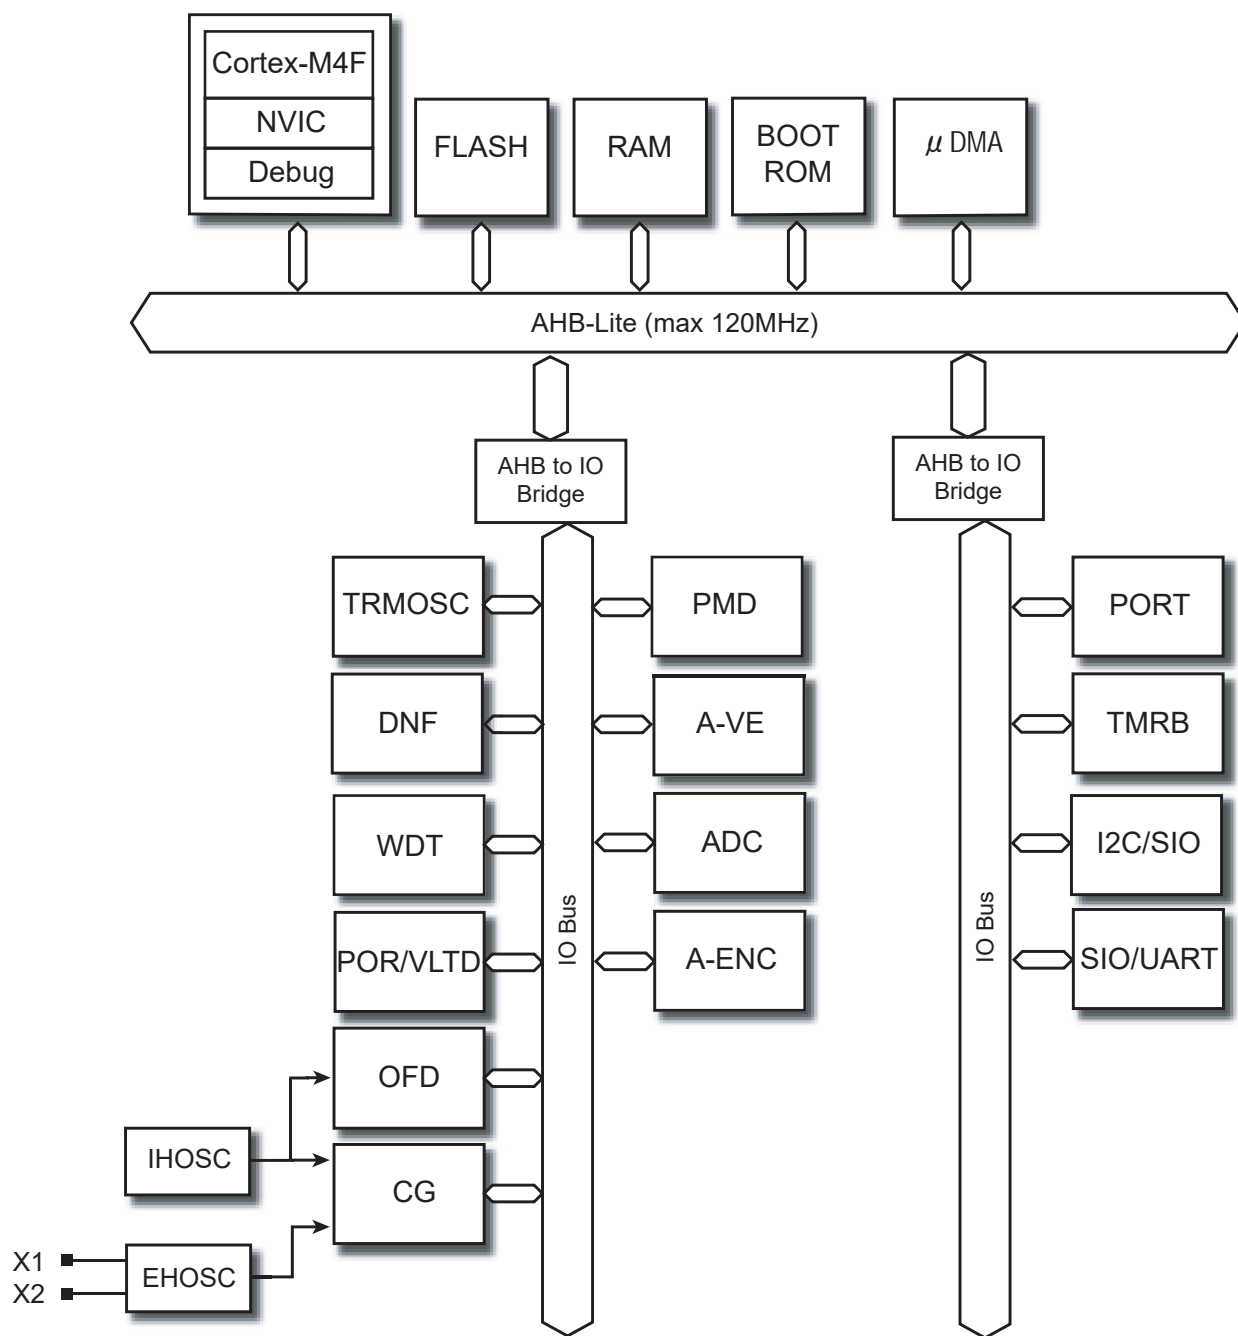 Cortex-M4F
NVIC
Debug
FLASH
RAM
BOOT
ROM
μ DMA
AHB-Lite (max 120MHz)
AHB to IO
Bridge
AHB to IO
Bridge
TRMOSC
PMD
PORT
DNF
A-VE
TMRB
WDT
ADC
I2C/SIO
POR/VLTD
A-ENC
SIO/UART
IO Bus
IO Bus
OFD
IHOSC
CG
X1
X2
EHOSC